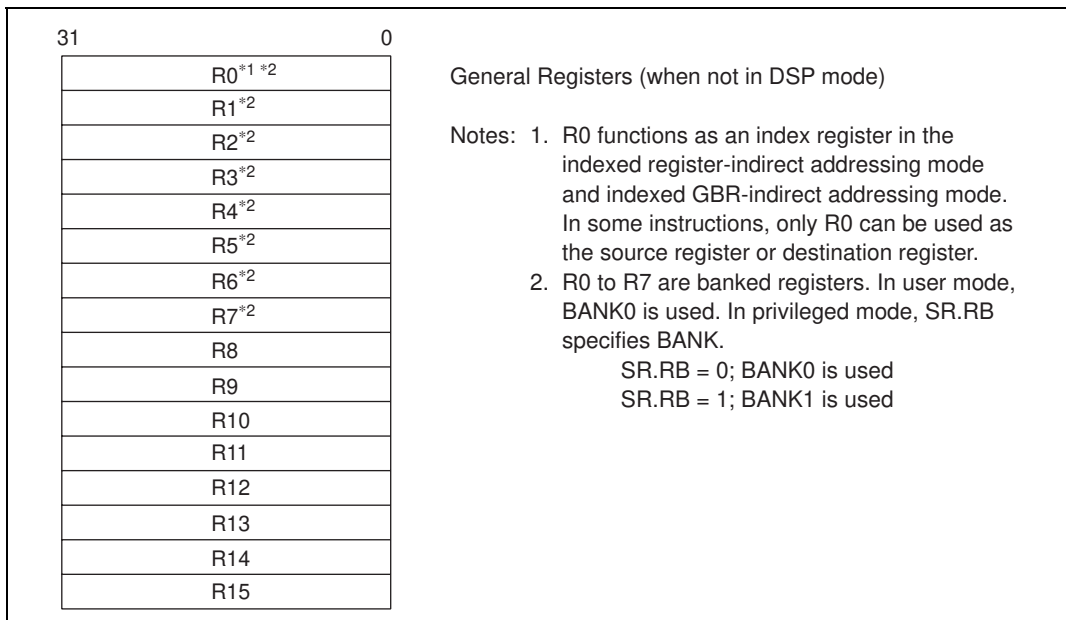 31 0
R0*1 *2
R1*2
R2*2
R3*2
R4*2
R5*2
R6*2
R7*2
R8
R9
R10
R11
R12
R13
R14
R15
General Registers (when not in DSP mode)
Notes: 1. R0 functions as an index register in the
indexed register-indirect addressing mode
and indexed GBR-indirect addressing mode.
In some instructions, only R0 can be used as
the source register or destination register.
2. R0 to R7 are banked registers. In user mode,
BANK0 is used. In privileged mode, SR.RB
specifies BANK.
SR.RB = 0; BANK0 is used
SR.RB = 1; BANK1 is used